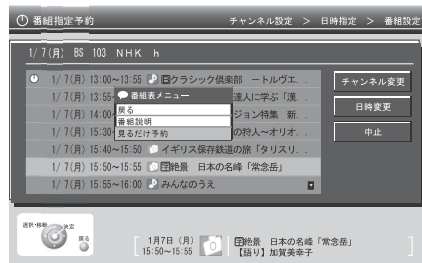 番組指定予約
チャンネル設定 > 日時指定 > 番組設定
1/ 7(月) BS 103 NHK h
1/ 7(月) 13:00~13:55 クラシック倶楽部 ートルヴエ. .
1/ 7(月) 13:55 達人に学ぶ「漢. .
1/ 7(月) 14:00 ジョン特集 新. .
1/ 7(月) 15:30 の狩人~オリオ. .
1/ 7(月) 15:40~15:50 イギリス保存鉄道の旅「タリスリ. .
1/ 7(月) 15:50~15:55 絶景 日本の名峰「常念岳」
1/ 7(月) 15:55~16:00 みんなのうた
番組表メニュー
戻る
番組説明
見るだけ予約
チャンネル変更
日時変更
中止
選択・移動 決定
戻る
1月7日(月)
15:50~15:55
絶景 日本の名峰「常念岳」
【語り】加賀美幸子